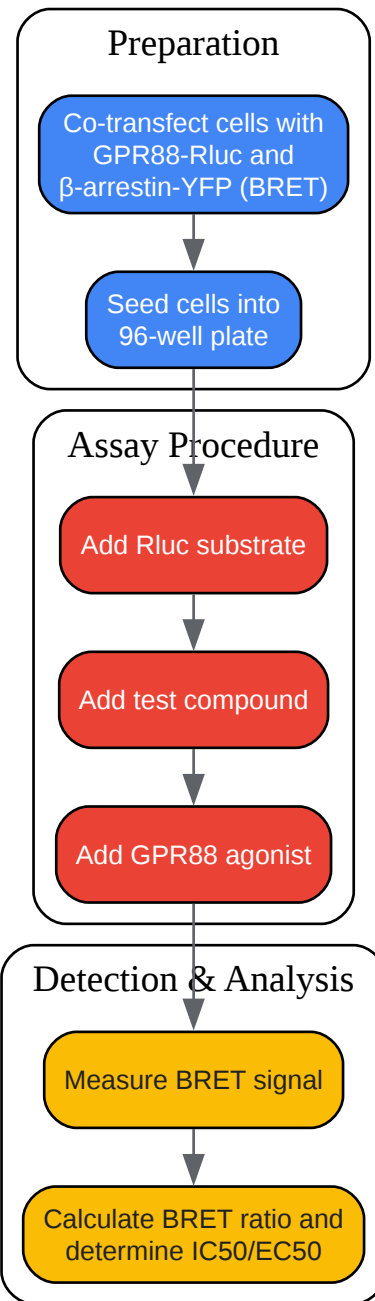 Preparation
Co-transfect cells with
GPR88-Rluc and
β-arrestin-YFP (BRET)
Seed cells into
96-well plate
Assay Procedure
Add Rluc substrate
Add test compound
Add GPR88 agonist
Detection & Analysis
Measure BRET signal
Calculate BRET ratio and
determine IC50/EC50